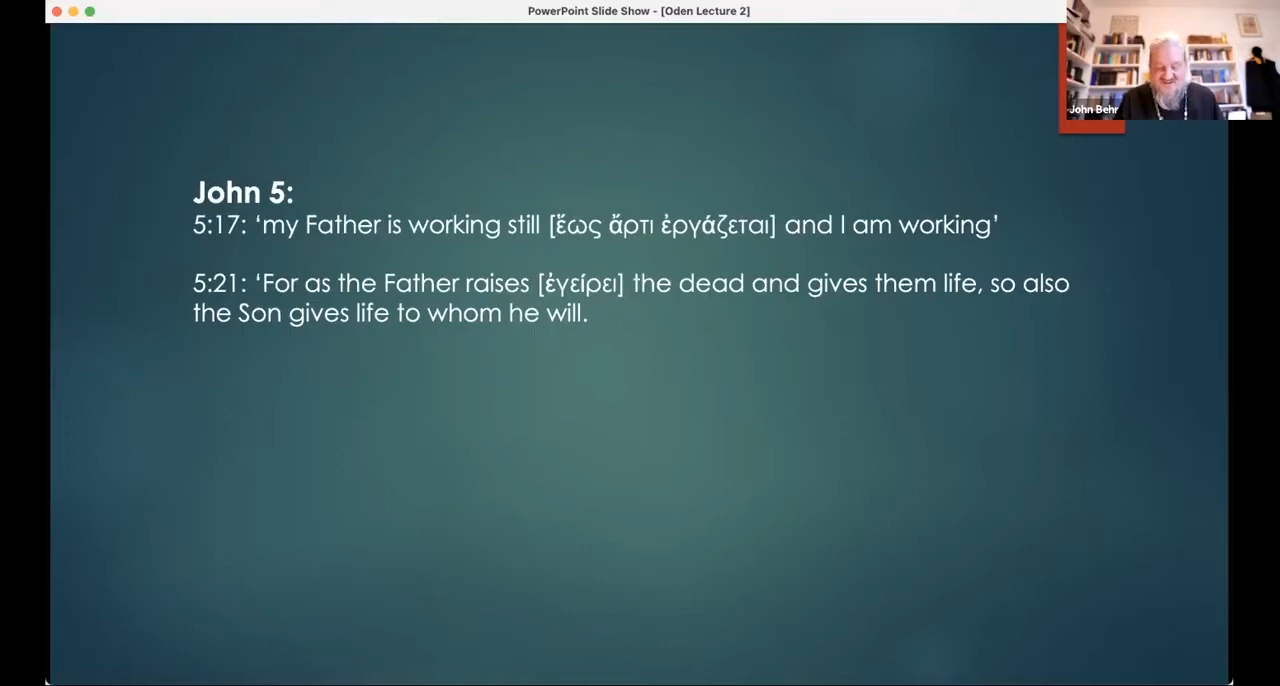 PowerPoint Slide Show - [Oden Lecture 2]
John Behr
John 5:
5:17: ‘my Father is working still [ἕως ἄρτι ἐργάζεται] and I am working’
5:21: ‘For as the Father raises [ἐγείρει] the dead and gives them life, so also
the Son gives life to whom he will.